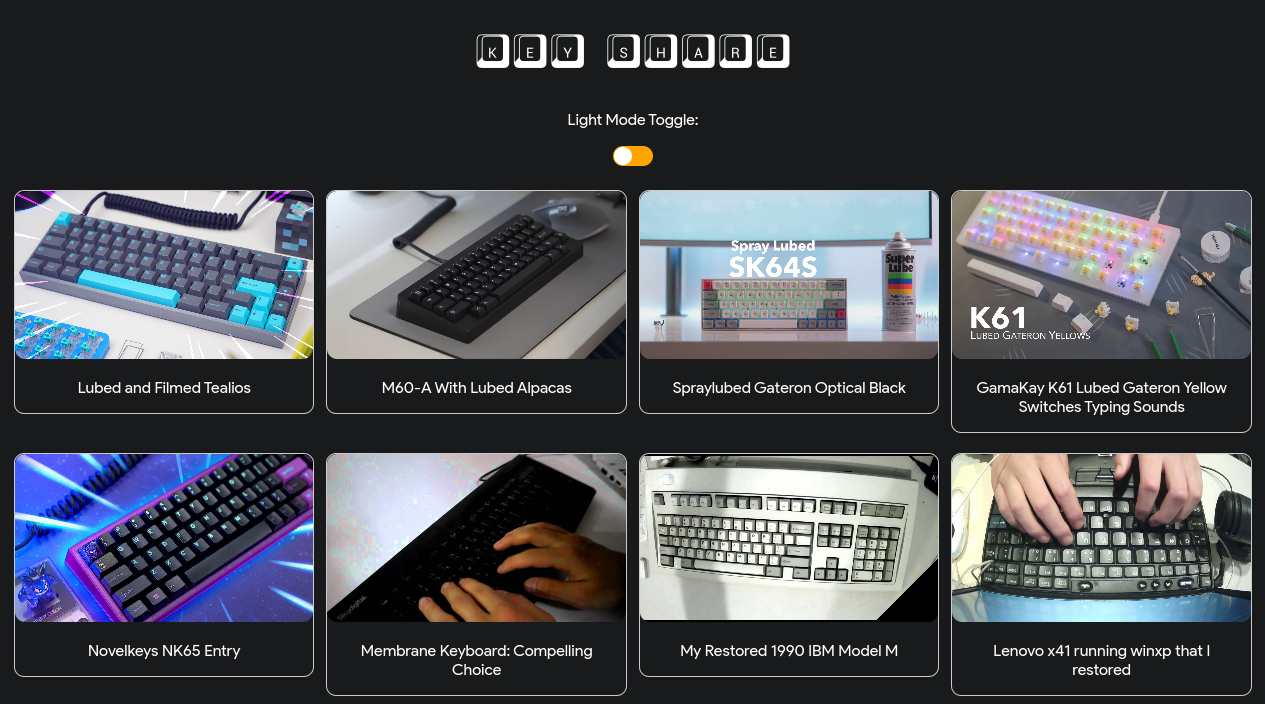 KEY SHARE
Light Mode Toggle:
Spray Lubed
SK64S
Super
Lube
K61
LUBED GATERON YELLOWS
Lubed and Filmed Tealios
M60-A With Lubed Alpacas
Spraylubed Gateron Optical Black
GamaKay K61 Lubed Gateron Yellow
Switches Typing Sounds
Skydigital
Novelkeys NK65 Entry
Membrane Keyboard: Compelling
Choice
My Restored 1990 IBM Model M
Lenovo x41 running winxp that I
restored